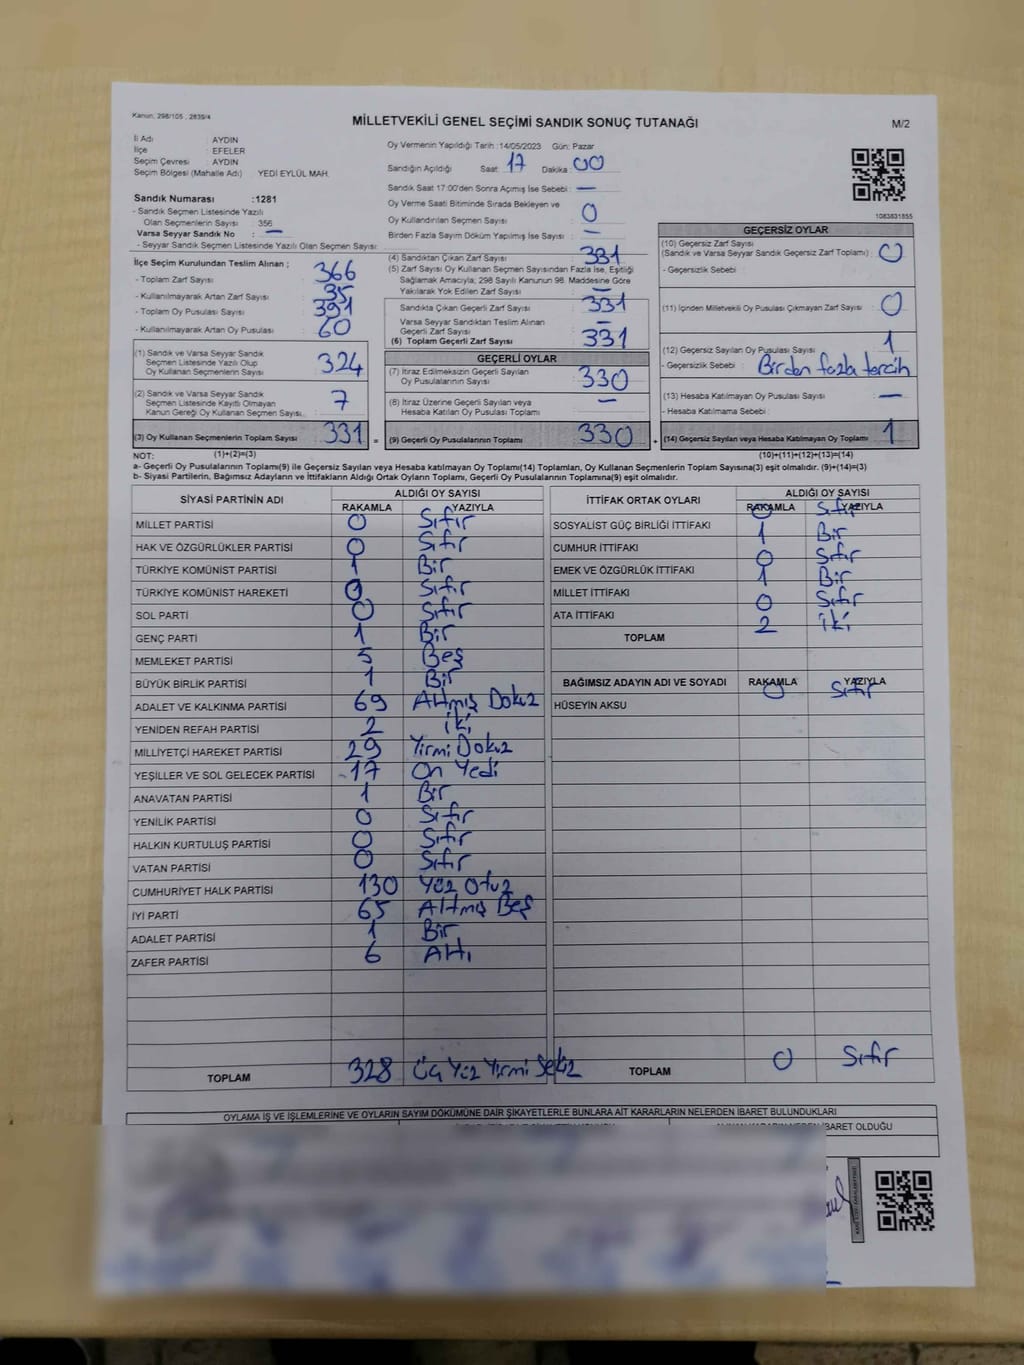 Kanun: 298/105 , 2839/4
MİLLETVEKİLİ GENEL SEÇİMİ SANDIK SONUÇ TUTANAĞI
M/2
İl Adı : AYDIN
İlçe : EFELER
Seçim Çevresi : AYDIN
Seçim Bölgesi (Mahalle Adı) YEDİ EYLÜL MAH.
Sandık Numarası :1281
- Sandık Seçmen Listesinde Yazılı
Olan Seçmenlerin Sayısı : 356
Varsa Seyyar Sandık No : —
- Seyyar Sandık Seçmen Listesinde Yazılı Olan Seçmen Sayısı:
Oy Vermenin Yapıldığı Tarih : 14/05/2023 Gün: Pazar
Sandığın Açıldığı Saat: 17 Dakika : 00
Sandık Saat 17:00'den Sonra Açmış İse Sebebi : —
Oy Verme Saati Bitiminde Sırada Bekleyen ve
Oy Kullandırılan Seçmen Sayısı : 0
Birden Fazla Sayım Döküm Yapılmış İse Sayısı : —
1083831855
İlçe Seçim Kurulundan Teslim Alınan ;
- Toplam Zarf Sayısı : 366
- Kullanılmayarak Artan Zarf Sayısı : 35
- Toplam Oy Pusulası Sayısı : 391
- Kullanılmayarak Artan Oy Pusulası : 60
(1) Sandık ve Varsa Seyyar Sandık
Seçmen Listesinde Yazılı Olup
Oy Kullanan Seçmenlerin Sayısı : 324
(2) Sandık ve Varsa Seyyar Sandık
Seçmen Listesinde Kayıtlı Olmayan
Kanun Gereği Oy Kullanan Seçmen Sayısı : 7
(3) Oy Kullanan Seçmenlerin Toplam Sayısı 331 =
(4) Sandıktan Çıkan Zarf Sayısı : 331
(5) Zarf Sayısı Oy Kullanan Seçmen Sayısından Fazla İse, Eşitliği
Sağlamak Amacıyla, 298 Sayılı Kanunun 98. Maddesine Göre
Yakılarak Yok Edilen Zarf Sayısı : —
Sandıkta Çıkan Geçerli Zarf Sayısı : 331
Varsa Seyyar Sandıktan Teslim Alınan
Geçerli Zarf Sayısı : —
(6) Toplam Geçerli Zarf Sayısı : 331
GEÇERLİ OYLAR
(7) İtiraz Edilmeksizin Geçerli Sayılan
Oy Pusulalarının Sayısı : 330
(8) İtiraz Üzerine Geçerli Sayılan veya
Hesaba Katılan Oy Pusulası Toplamı : —
(9) Geçerli Oy Pusulalarının Toplamı 330 +
GEÇERSİZ OYLAR
(10) Geçersiz Zarf Sayısı
(Sandık ve Varsa Seyyar Sandık Geçersiz Zarf Toplamı) : 0
- Geçersizlik Sebebi :
(11) İçinden Milletvekili Oy Pusulası Çıkmayan Zarf Sayısı : 0
(12) Geçersiz Sayılan Oy Pusulası Sayısı : 1
- Geçersizlik Sebebi : Birden fazla tercih
(13) Hesaba Katılmayan Oy Pusulası Sayısı : —
- Hesaba Katılmama Sebebi :
(14) Geçersiz Sayılan veya Hesaba Katılmayan Oy Toplamı 1
NOT: (1)+(2)=(3) (10)+(11)+(12)+(13)=(14)
a- Geçerli Oy Pusulalarının Toplamı(9) ile Geçersiz Sayılan veya Hesaba katılmayan Oy Toplamı(14) Toplamları, Oy Kullanan Seçmenlerin Toplam Sayısına(3) eşit olmalıdır. (9)+(14)=(3)
b- Siyasi Partilerin, Bağımsız Adayların ve İttifakların Aldığı Ortak Oyların Toplamı, Geçerli Oy Pusulalarının Toplamına(9) eşit olmalıdır.
SİYASİ PARTİNİN ADI ALDIĞI OY SAYISI
RAKAMLA YAZIYLA
MİLLET PARTİSİ 0 Sıfır
HAK VE ÖZGÜRLÜKLER PARTİSİ 0 Sıfır
TÜRKİYE KOMÜNİST PARTİSİ 1 Bir
TÜRKİYE KOMÜNİST HAREKETİ 0 Sıfır
SOL PARTİ 0 Sıfır
GENÇ PARTİ 1 Bir
MEMLEKET PARTİSİ 5 Beş
BÜYÜK BİRLİK PARTİSİ 1 Bir
ADALET VE KALKINMA PARTİSİ 69 Altmış Dokuz
YENİDEN REFAH PARTİSİ 2 iki
MİLLİYETÇİ HAREKET PARTİSİ 29 Yirmi Dokuz
YEŞİLLER VE SOL GELECEK PARTİSİ 17 On Yedi
ANAVATAN PARTİSİ 1 Bir
YENİLİK PARTİSİ 0 Sıfır
HALKIN KURTULUŞ PARTİSİ 0 Sıfır
VATAN PARTİSİ 0 Sıfır
CUMHURİYET HALK PARTİSİ 130 Yüz Otuz
İYİ PARTİ 65 Altmış Beş
ADALET PARTİSİ 1 Bir
ZAFER PARTİSİ 6 Altı
TOPLAM 328 Üç Yüz Yirmi Sekiz
İTTİFAK ORTAK OYLARI ALDIĞI OY SAYISI
RAKAMLA YAZIYLA
SOSYALİST GÜÇ BİRLİĞİ İTTİFAKI 0 Sıfır
CUMHUR İTTİFAKI 1 Bir
EMEK VE ÖZGÜRLÜK İTTİFAKI 0 Sıfır
MİLLET İTTİFAKI 1 Bir
ATA İTTİFAKI 0 Sıfır
TOPLAM 2 iki
BAĞIMSIZ ADAYIN ADI VE SOYADI RAKAMLA YAZIYLA
HÜSEYİN AKSU 0 Sıfır
TOPLAM 0 Sıfır
OYLAMA İŞ VE İŞLEMLERİNE VE OYLARIN SAYIM DÖKÜMÜNE DAİR ŞİKAYETLERLE BUNLARA AİT KARARLARIN NELERDEN İBARET BULUNDUKLARI
İBARET OLDUĞU